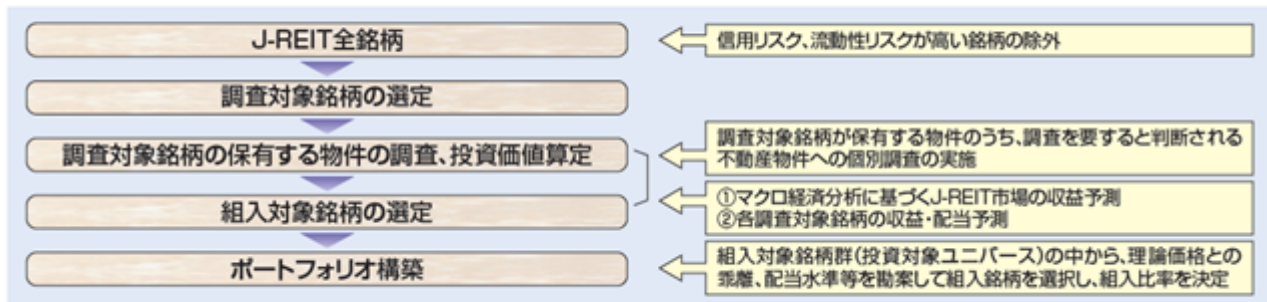 J-REIT全銘柄
信用リスク、流動性リスクが高い銘柄の除外
調査対象銘柄の選定
調査対象銘柄の保有する物件の調査、投資価値算定
調査対象銘柄が保有する物件のうち、調査を要すると判断される
不動産物件への個別調査の実施
組入対象銘柄の選定
①マクロ経済分析に基づくJ-REIT市場の収益予測
②各調査対象銘柄の収益・配当予測
ポートフォリオ構築
組入対象銘柄群(投資対象ユニバース)の中から、理論価格との
乖離、配当水準等を勘案して組入銘柄を選択し、組入比率を決定